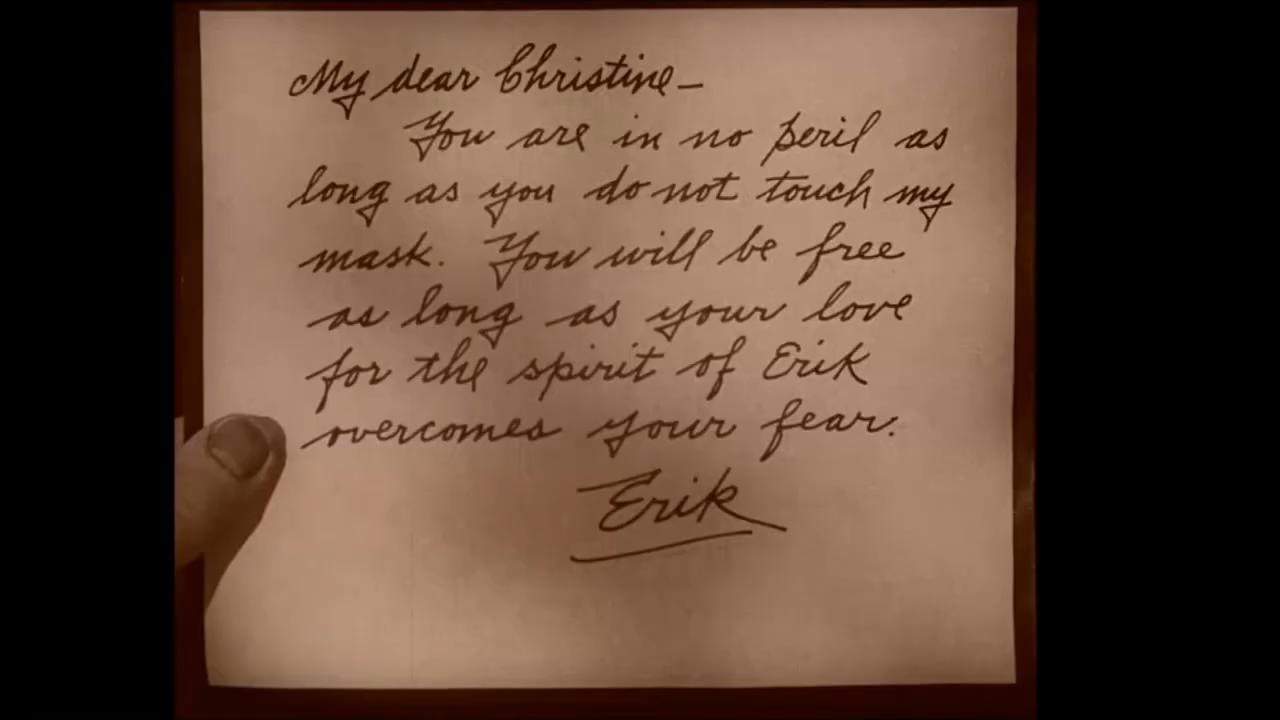 My dear Christine—
You are in no peril as
long as you do not touch my
mask. You will be free
as long as your love
for the spirit of Erik
overcomes your fear.
Erik